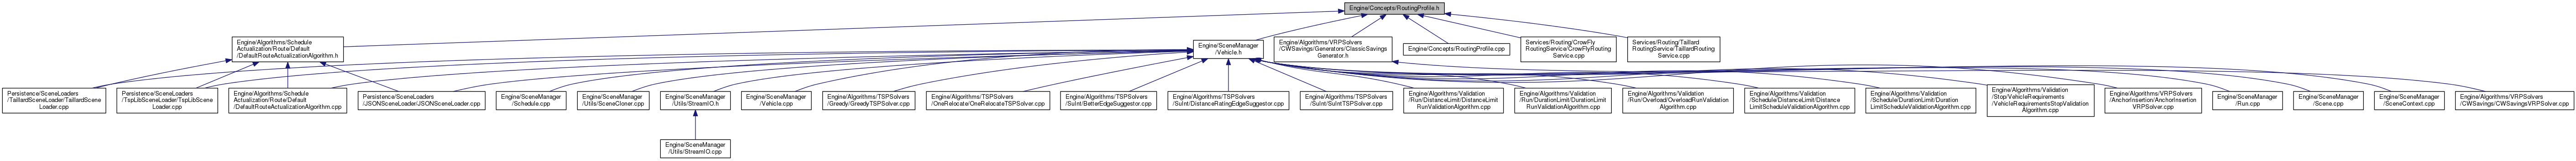 Engine/Concepts/RoutingProfile.h
Engine/Algorithms/Schedule
Actualization/Route/Default
/DefaultRouteActualizationAlgorithm.h
Engine/SceneManager
/Vehicle.h
Engine/Algorithms/VRPSolvers
/CWSavings/Generators/ClassicSavings
Generator.h
Engine/Concepts/RoutingProfile.cpp
Services/Routing/CrowFly
RoutingService/CrowFlyRouting
Service.cpp
Services/Routing/Taillard
RoutingService/TaillardRouting
Service.cpp
Persistence/SceneLoaders
/TaillardSceneLoader/TaillardScene
Loader.cpp
Persistence/SceneLoaders
/TspLibSceneLoader/TspLibScene
Loader.cpp
Engine/Algorithms/Schedule
Actualization/Route/Default
/DefaultRouteActualizationAlgorithm.cpp
Persistence/SceneLoaders
/JSONSceneLoader/JSONSceneLoader.cpp
Engine/SceneManager
/Schedule.cpp
Engine/SceneManager
/Utils/SceneCloner.cpp
Engine/SceneManager
/Utils/StreamIO.h
Engine/SceneManager
/Vehicle.cpp
Engine/Algorithms/TSPSolvers
/Greedy/GreedyTSPSolver.cpp
Engine/Algorithms/TSPSolvers
/OneRelocate/OneRelocateTSPSolver.cpp
Engine/Algorithms/TSPSolvers
/SuInt/BetterEdgeSuggestor.cpp
Engine/Algorithms/TSPSolvers
/SuInt/DistanceRatingEdgeSuggestor.cpp
Engine/Algorithms/TSPSolvers
/SuInt/SuIntTSPSolver.cpp
Engine/Algorithms/Validation
/Run/DistanceLimit/DistanceLimit
RunValidationAlgorithm.cpp
Engine/Algorithms/Validation
/Run/DurationLimit/DurationLimit
RunValidationAlgorithm.cpp
Engine/Algorithms/Validation
/Run/Overload/OverloadRunValidation
Algorithm.cpp
Engine/Algorithms/Validation
/Schedule/DistanceLimit/Distance
LimitScheduleValidationAlgorithm.cpp
Engine/Algorithms/Validation
/Schedule/DurationLimit/Duration
LimitScheduleValidationAlgorithm.cpp
Engine/Algorithms/Validation
/Stop/VehicleRequirements
/VehicleRequirementsStopValidation
Algorithm.cpp
Engine/Algorithms/VRPSolvers
/AnchorInsertion/AnchorInsertion
VRPSolver.cpp
Engine/SceneManager
/Run.cpp
Engine/SceneManager
/Scene.cpp
Engine/SceneManager
/SceneContext.cpp
Engine/Algorithms/VRPSolvers
/CWSavings/CWSavingsVRPSolver.cpp
Engine/SceneManager
/Utils/StreamIO.cpp